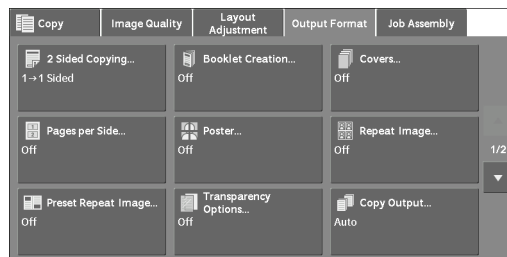 Copy
Image Quality
Layout
Adjustment
Output Format
Job Assembly
2 Sided Copying...
1→1 Sided
Booklet Creation...
Off
Covers...
Off
Pages per Side...
Off
Poster...
Off
Repeat Image...
Off
1/2
Preset Repeat Image...
Off
Transparency
Options...
Off
Copy Output...
Auto